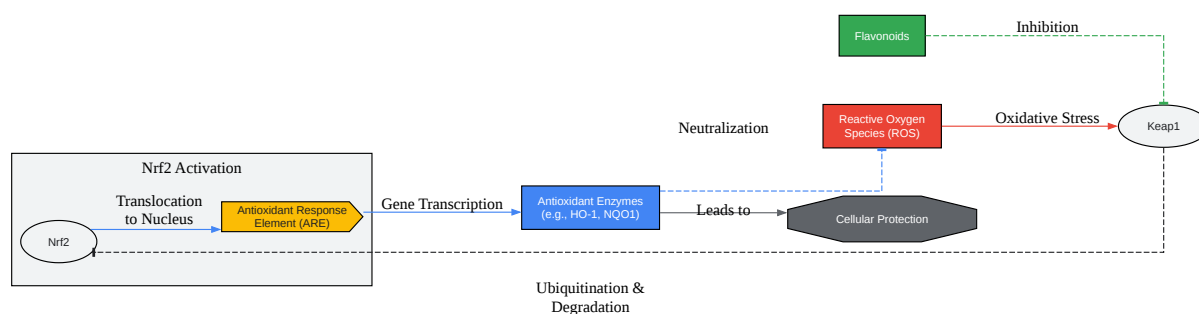 Flavonoids
Inhibition
Neutralization
Reactive Oxygen
Species (ROS)
Oxidative Stress
Keap1
Nrf2 Activation
Translocation
to Nucleus
Antioxidant Response
Element (ARE)
Gene Transcription
Antioxidant Enzymes
(e.g., HO-1, NQO1)
Leads to
Cellular Protection
Nrf2
Ubiquitination &
Degradation